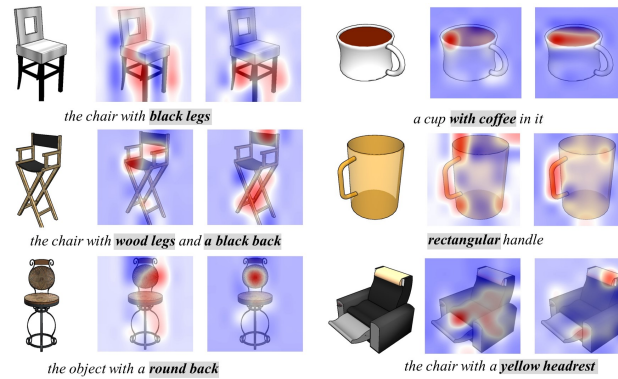 the chair with black legs
a cup with coffee in it
the chair with wood legs and a black back
rectangular handle
the object with a round back
the chair with a yellow headrest